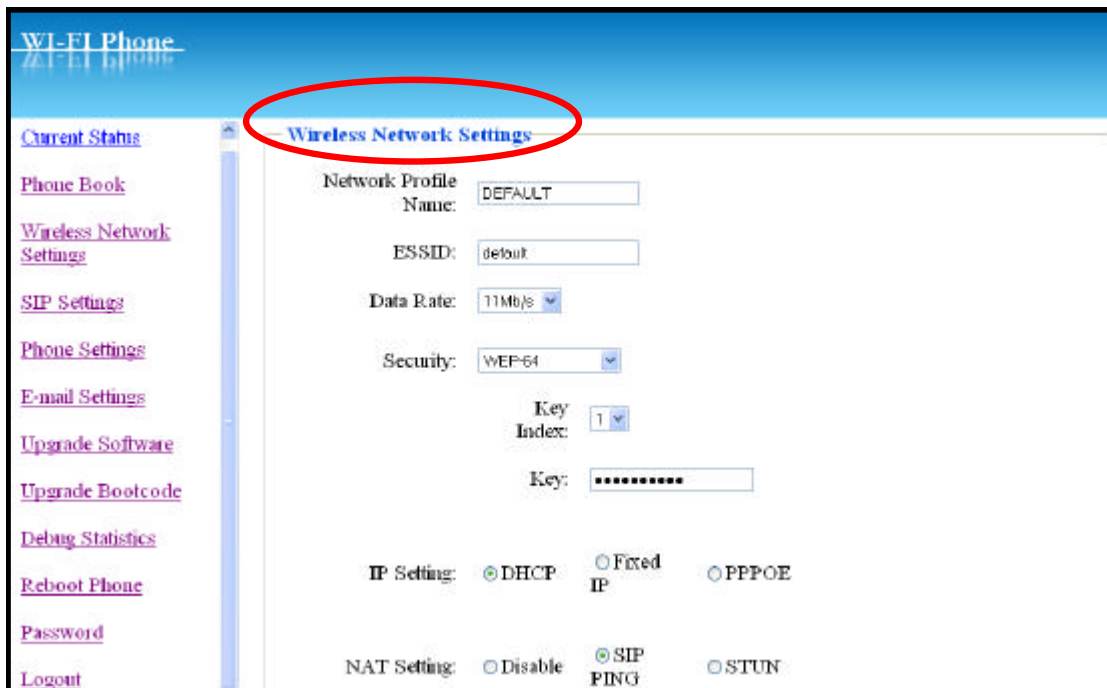 WI-FI Phone
Current Status
Phone Book
Wireless Network
Settings
SIP Settings
Phone Settings
E-mail Settings
Upgrade Software
Upgrade Bootcode
Debug Statistics
Reboot Phone
Password
Logout
Wireless Network Settings
Network Profile
Name: DEFAULT
ESSID: default
Data Rate: 11Mb/s
Security: WEP-64
Key
Index: 1
Key: ••••••••••
IP Setting: DHCP Fixed
IP PPPOE
NAT Setting: Disable SIP
PING STUN